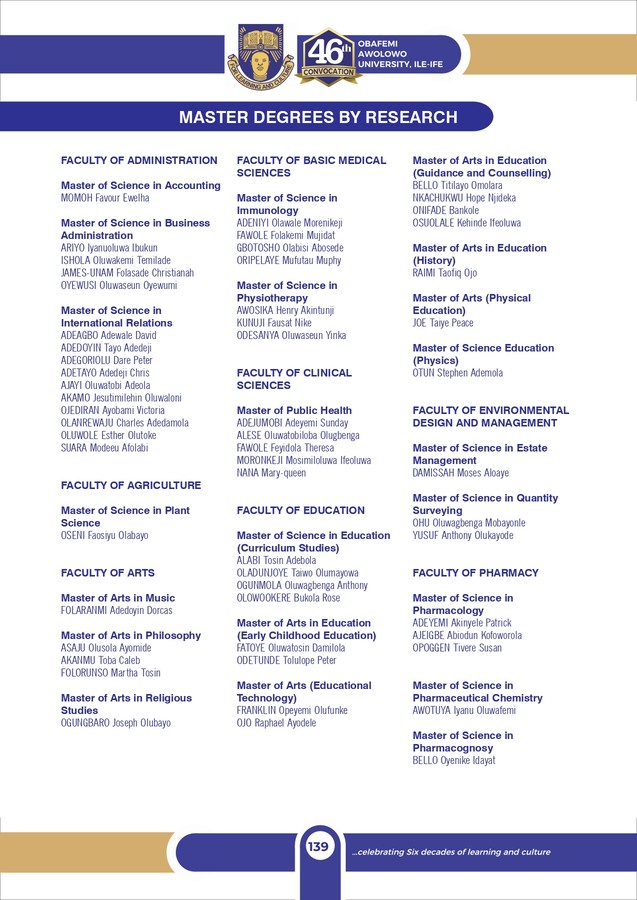 FOR LEARNING AND CULTURE
46th
CONVOCATION
OBAFEMI
AWOLOWO
UNIVERSITY, ILE-IFE
MASTER DEGREES BY RESEARCH
FACULTY OF ADMINISTRATION
Master of Science in Accounting
MOMOH Favour Ewelha
Master of Science in Business
Administration
ARIYO Iyanuoluwa Ibukun
ISHOLA Oluwakemi Temilade
JAMES-UNAM Folasade Christianah
OYEWUSI Oluwaseun Oyewumi
Master of Science in
International Relations
ADEAGBO Adewale David
ADEDOYIN Tayo Adedeji
ADEGORIOLU Dare Peter
ADETAYO Adedeji Chris
AJAYI Oluwatobi Adeola
AKAMO Jesutimilehin Oluwaloni
OJEDIRAN Ayobami Victoria
OLANREWAJU Charles Adedamola
OLUWOLE Esther Olutoke
SUARA Modeeu Afolabi
FACULTY OF AGRICULTURE
Master of Science in Plant
Science
OSENI Faosiyu Olabayo
FACULTY OF ARTS
Master of Arts in Music
FOLARANMI Adedoyin Dorcas
Master of Arts in Philosophy
ASAJU Olusola Ayomide
AKANMU Toba Caleb
FOLORUNSO Martha Tosin
Master of Arts in Religious
Studies
OGUNGBARO Joseph Olubayo
FACULTY OF BASIC MEDICAL
SCIENCES
Master of Science in
Immunology
ADENIYI Olawale Morenikeji
FAWOLE Folakemi Mujidat
GBOTOSHO Olabisi Abosede
ORIPELAYE Mufutau Muphy
Master of Science in
Physiotherapy
AWOSIKA Henry Akintunji
KUNUJI Fausat Nike
ODESANYA Oluwaseun Yinka
FACULTY OF CLINICAL
SCIENCES
Master of Public Health
ADEJUMOBI Adeyemi Sunday
ALESE Oluwatobiloba Olugbenga
FAWOLE Feyidola Theresa
MORONKEJI Mosimiloluwa Ifeoluwa
NANA Mary-queen
FACULTY OF EDUCATION
Master of Science in Education
(Curriculum Studies)
ALABI Tosin Adebola
OLADUNJOYE Taiwo Olumayowa
OGUNMOLA Oluwagbenga Anthony
OLOWOOKERE Bukola Rose
Master of Arts in Education
(Early Childhood Education)
FATOYE Oluwatosin Damilola
ODETUNDE Tolulope Peter
Master of Arts (Educational
Technology)
FRANKLIN Opeyemi Olufunke
OJO Raphael Ayodele
Master of Arts in Education
(Guidance and Counselling)
BELLO Titilayo Omolara
NKACHUKWU Hope Njideka
ONIFADE Bankole
OSUOLALE Kehinde Ifeoluwa
Master of Arts in Education
(History)
RAIMI Taofiq Ojo
Master of Arts (Physical
Education)
JOE Taiye Peace
Master of Science Education
(Physics)
OTUN Stephen Ademola
FACULTY OF ENVIRONMENTAL
DESIGN AND MANAGEMENT
Master of Science in Estate
Management
DAMISSAH Moses Aloaye
Master of Science in Quantity
Surveying
OHU Oluwagbenga Mobayonle
YUSUF Anthony Olukayode
FACULTY OF PHARMACY
Master of Science in
Pharmacology
ADEYEMI Akinyele Patrick
AJEIGBE Abiodun Kofoworola
OPOGGEN Tivere Susan
Master of Science in
Pharmaceutical Chemistry
AWOTUYA Iyanu Oluwafemi
Master of Science in
Pharmacognosy
BELLO Oyenike Idayat
139
...celebrating Six decades of learning and culture